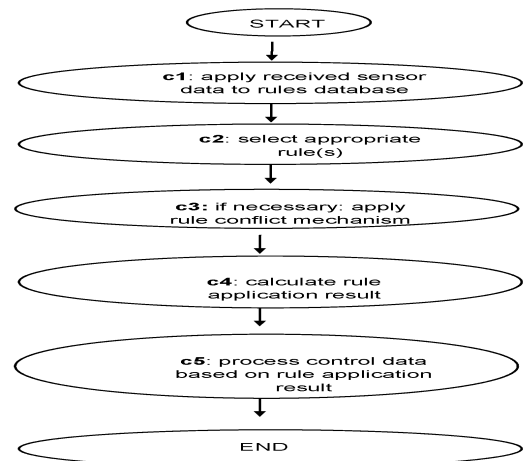 START
c1: apply received sensor
data to rules database
c2: select appropriate
rule(s)
c3: if necessary: apply
rule conflict mechanism
c4: calculate rule
application result
c5: process control data
based on rule application
result
END